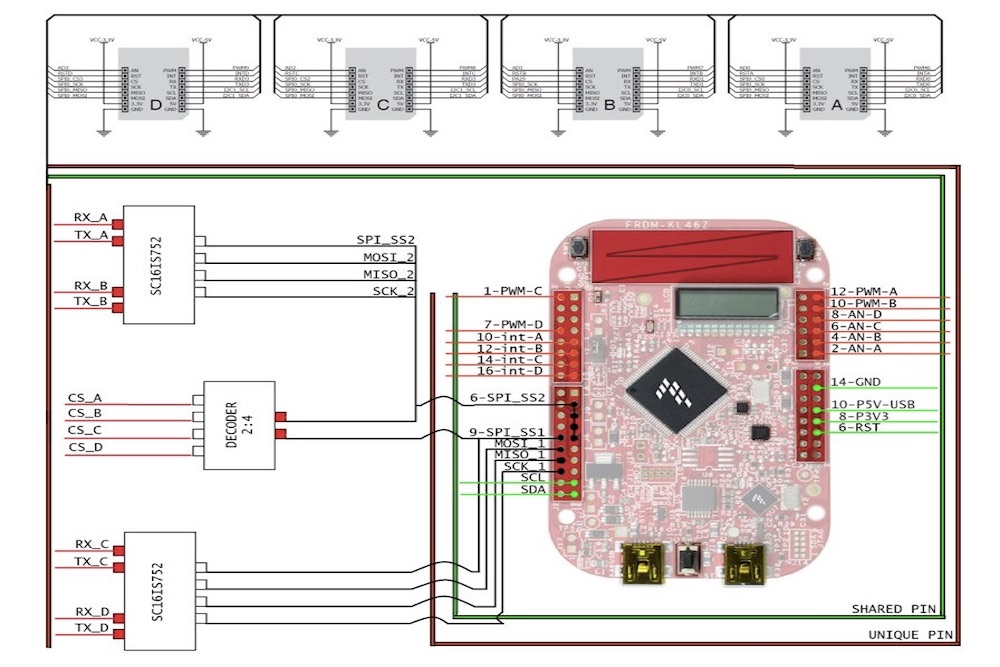 VCC-3.3V VCC-5V VCC-3.3V VCC-5V VCC-3.3V VCC-5V VCC-3.3V VCC-5V
D
AN
RST
CS
SCK
MISO
MOSI
3.3V
GND
PWM
INT
RX
TX
SCL
SDA
5V
GND
C
AN
RST
CS
SCK
MISO
MOSI
3.3V
GND
PWM
INT
RX
TX
SCL
SDA
5V
GND
B
AN
RST
CS
SCK
MISO
MOSI
3.3V
GND
PWM
INT
RX
TX
SCL
SDA
5V
GND
A
AN
RST
CS
SCK
MISO
MOSI
3.3V
GND
PWM
INT
RX
TX
SCL
SDA
5V
GND
RX_A
TX_A
RX_B
TX_B
SC16IS752
SPI_SS2
MOSI_2
MISO_2
SCK_2
CS_A
CS_B
CS_C
CS_D
DECODER
2:4
RX_C
TX_C
RX_D
TX_D
SC16IS752
FRDM-KL46Z
1-PWM-C
7-PWM-D
10-int-A
12-int-B
14-int-C
16-int-D
6-SPI_SS2
9-SPI_SS1
MOSI_1
MISO_1
SCK_1
SCL
SDA
12-PWM-A
10-PWM-B
8-AN-D
6-AN-C
4-AN-B
2-AN-A
14-GND
10-P5V-USB
8-P3V3
6-RST
SHARED PIN
UNIQUE PIN